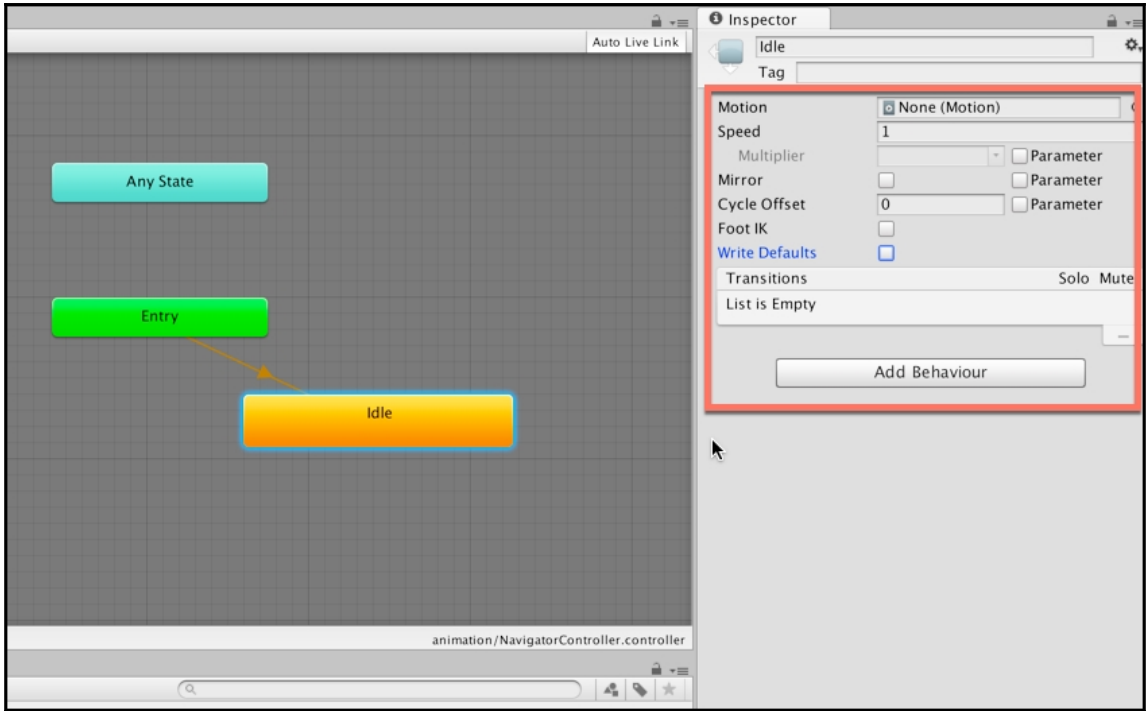 Auto Live Link
Any State
Entry
Idle
animation/NavigatorController.controller
Inspector
Idle
Tag
Motion None (Motion)
Speed 1
Multiplier Parameter
Mirror Parameter
Cycle Offset 0 Parameter
Foot IK
Write Defaults
Transitions Solo Mute
List is Empty
Add Behaviour